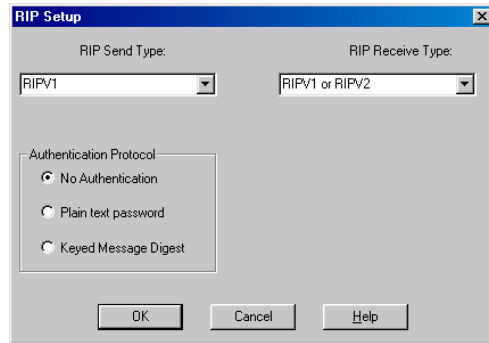 RIP Setup
RIP Send Type: RIP Receive Type:
RIPV1 RIPV1 or RIPV2
Authentication Protocol
No Authentication
Plain text password
Keyed Message Digest
OK Cancel Help